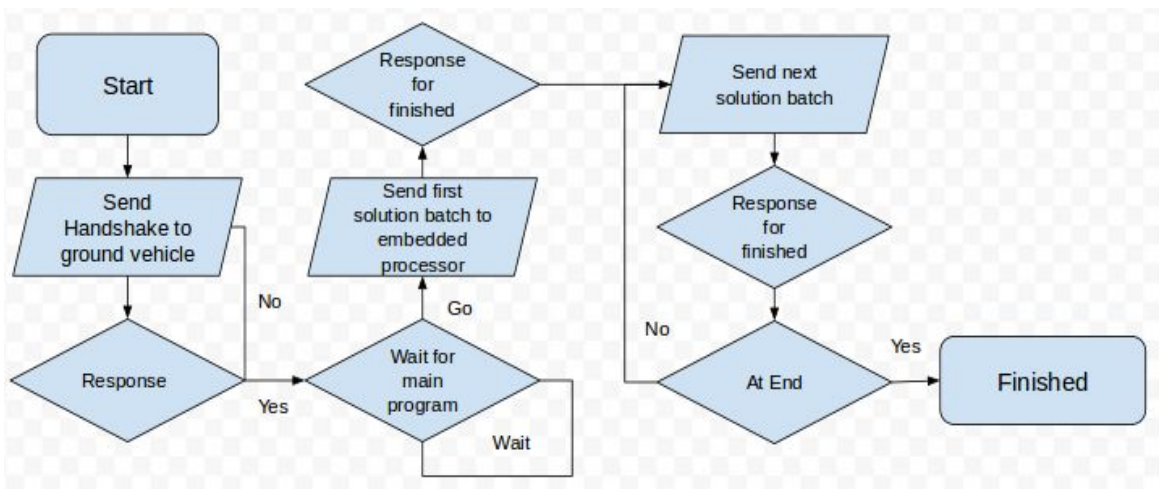 Start
Send
Handshake to
ground vehicle
No
Response
Yes
Wait for
main
program
Wait
Go
Send first
solution batch to
embedded
processor
Response
for
finished
Send next
solution batch
Response
for
finished
No
At End
Yes
Finished